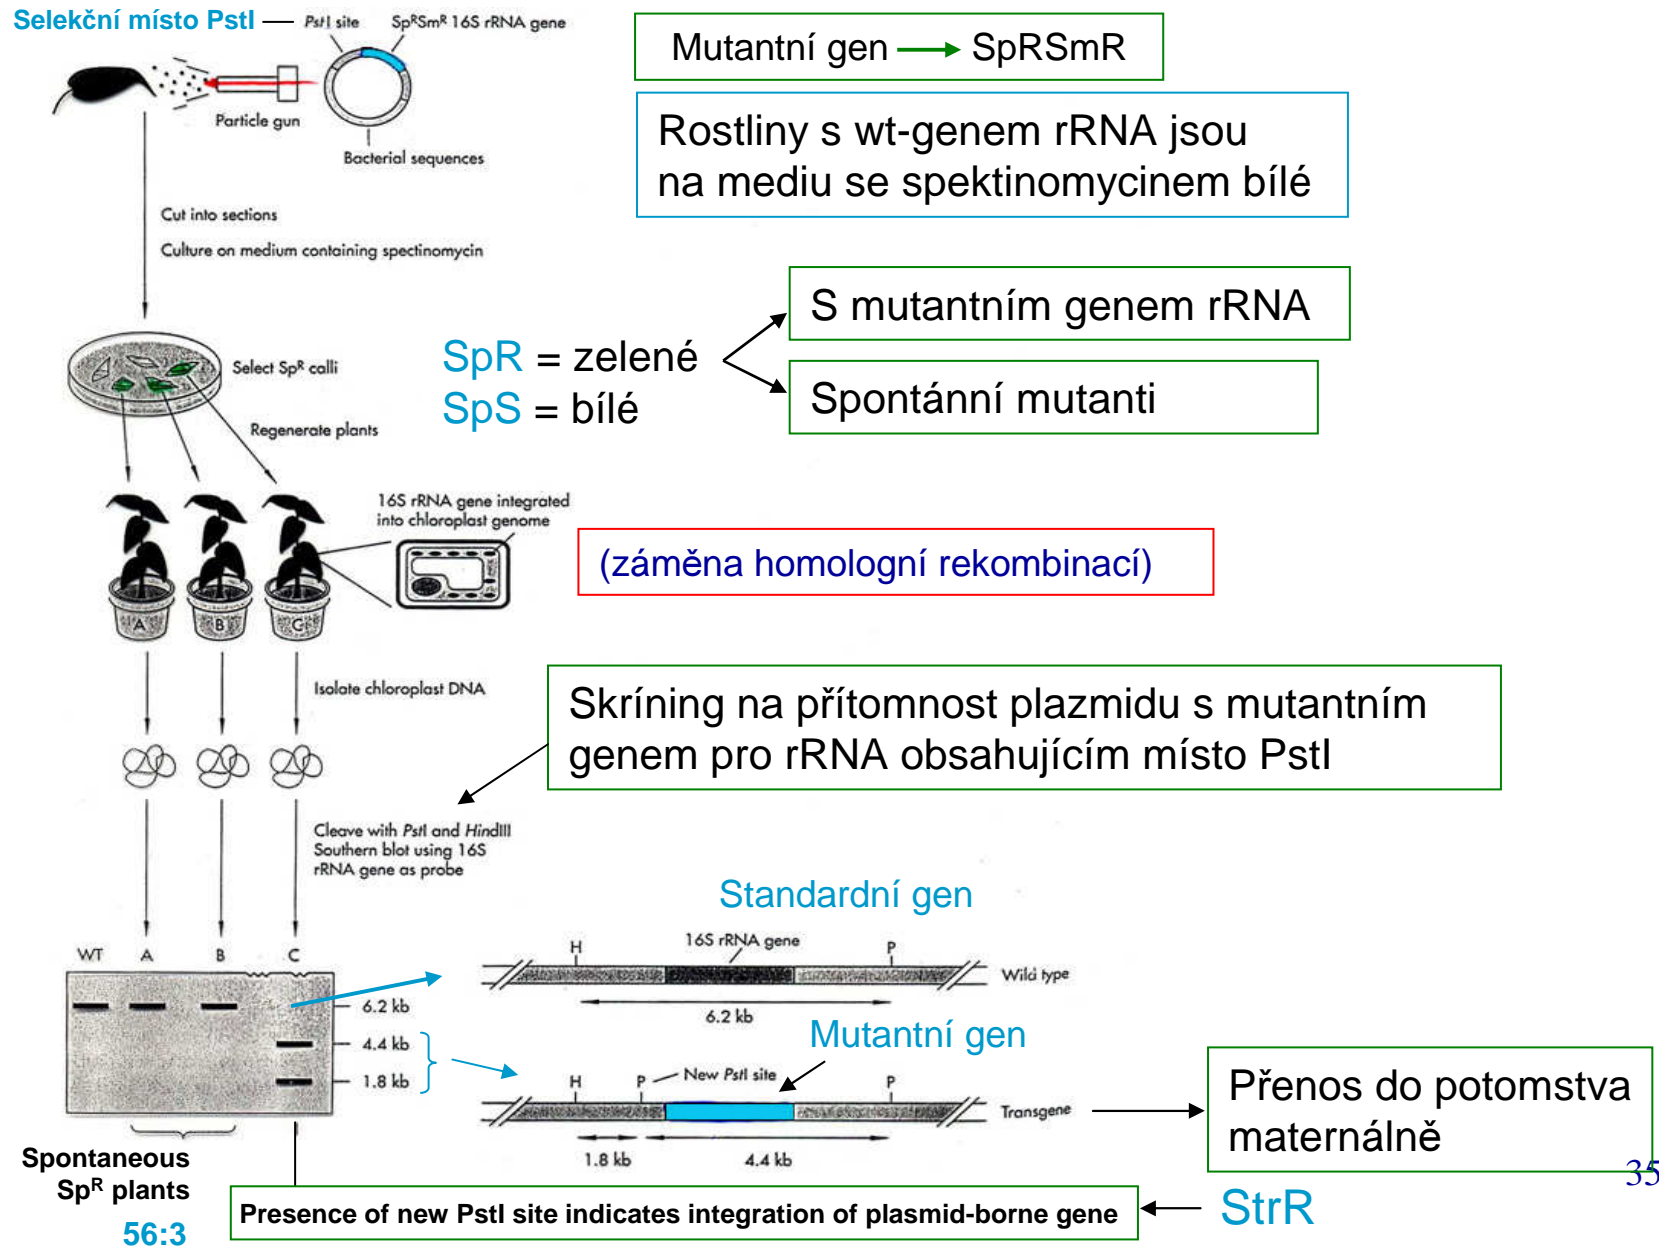 Selekční místo PstI
PstI site
SpRSmR 16S rRNA gene
Particle gun
Bacterial sequences
Mutantní gen
SpRSmR
Rostliny s wt-genem rRNA jsou
na mediu se spektinomycinem bílé
Cut into sections
Culture on medium containing spectinomycin
Select SpR calli
SpR = zelené
SpS = bílé
S mutantním genem rRNA
Spontánní mutanti
Regenerate plants
16S rRNA gene integrated
into chloroplast genome
(záměna homologní rekombinací)
A
B
C
Isolate chloroplast DNA
Skríning na přítomnost plazmidu s mutantním
genem pro rRNA obsahujícím místo PstI
Cleave with PstI and HindIII
Southern blot using 16S
rRNA gene as probe
Standardní gen
WT
A
B
C
H
16S rRNA gene
P
Wild type
6.2 kb
6.2 kb
4.4 kb
1.8 kb
Mutantní gen
H
P
New PstI site
P
Transgene
1.8 kb
4.4 kb
Přenos do potomstva
maternálně
Spontaneous
SpR plants
56:3
Presence of new PstI site indicates integration of plasmid-borne gene
StrR
35